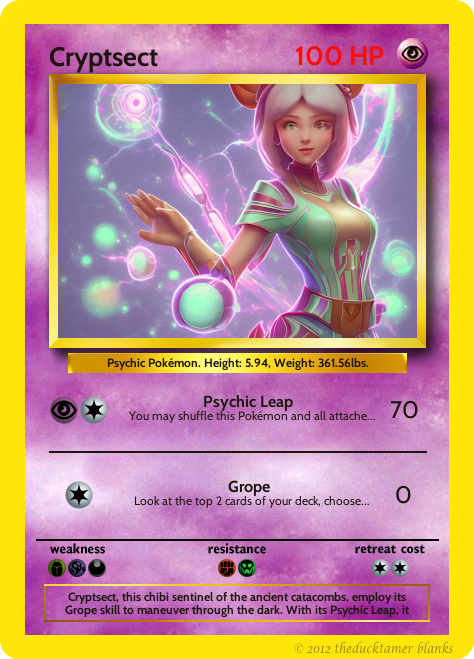 Cryptsect
100 HP
Psychic Pokémon. Height: 5.94, Weight: 361.56lbs.
Psychic Leap
You may shuffle this Pokémon and all attache...
70
Grope
Look at the top 2 cards of your deck, choose...
0
weakness
resistance
retreat cost
Cryptsect, this chibi sentinel of the ancient catacombs, employ its
Grope skill to maneuver through the dark. With its Psychic Leap, it
© 2012 theducktamer blanks